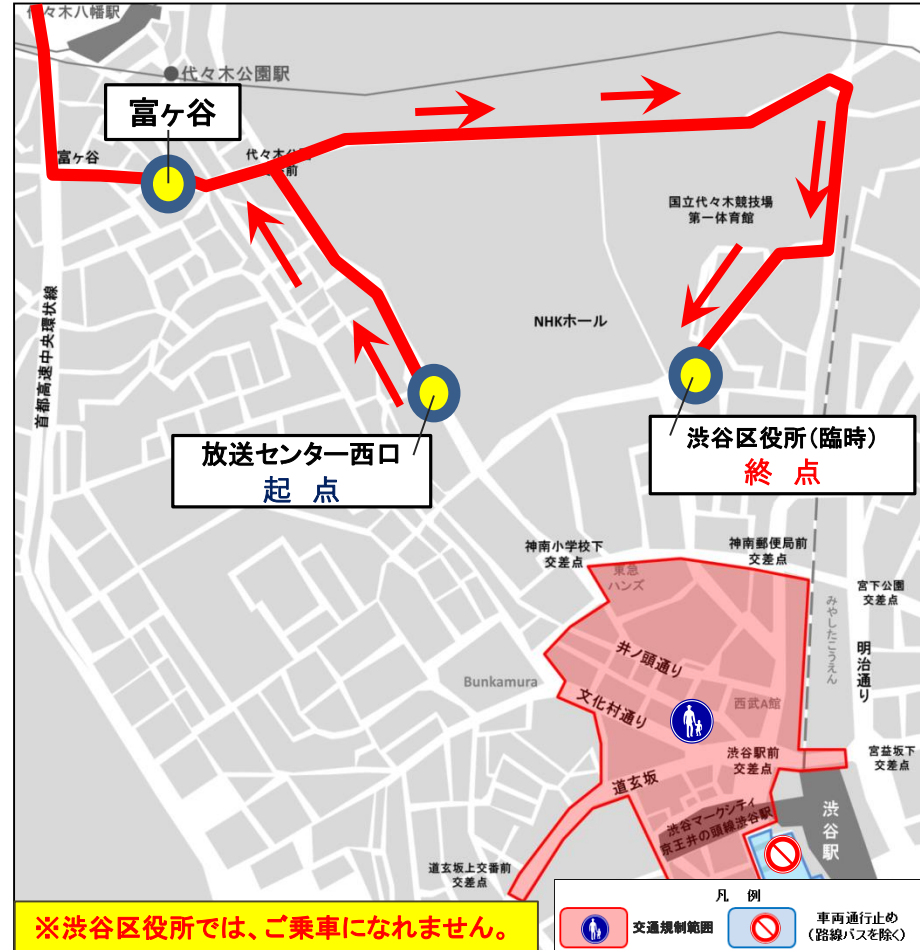 代々木八幡駅
代々木公園駅
富ヶ谷
富ヶ谷
国立代々木競技場
第一体育館
首都高速中央環状線
NHKホール
放送センター西口
起 点
渋谷区役所(臨時)
終 点
神南小学校下
交差点
神南郵便局前
交差点
東急
ハンズ
宮下公園
交差点
みやしたこうえん
明治通り
井ノ頭通り
Bunkamura
文化村通り
西武A館
渋谷駅前
交差点
宮益坂下
交差点
道玄坂
渋谷マークシティ
京王井の頭線渋谷駅
渋谷駅
道玄坂上交番前
交差点
凡 例
交通規制範囲
車両通行止め
(路線バスを除く)
※渋谷区役所では、ご乗車になれません。